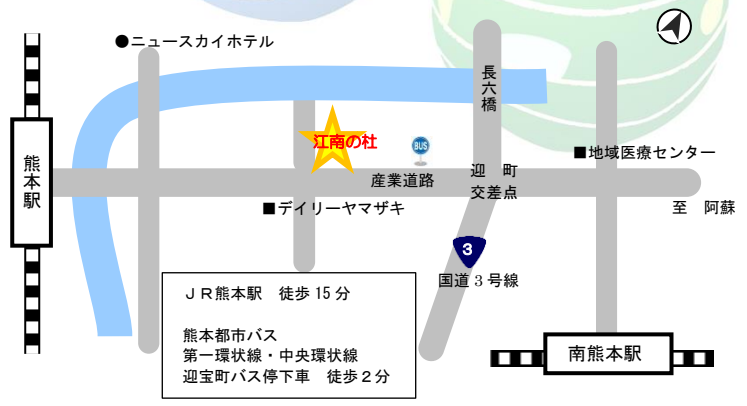 ●ニュースカイホテル
長六橋
江南の杜
BUS
■地域医療センター
熊本駅
産業道路
迎　町
交差点
■デイリーヤマザキ
至　阿蘇
3
国道３号線
ＪＲ熊本駅　徒歩 15 分
熊本都市バス
第一環状線・中央環状線
迎宝町バス停下車　徒歩２分
南熊本駅